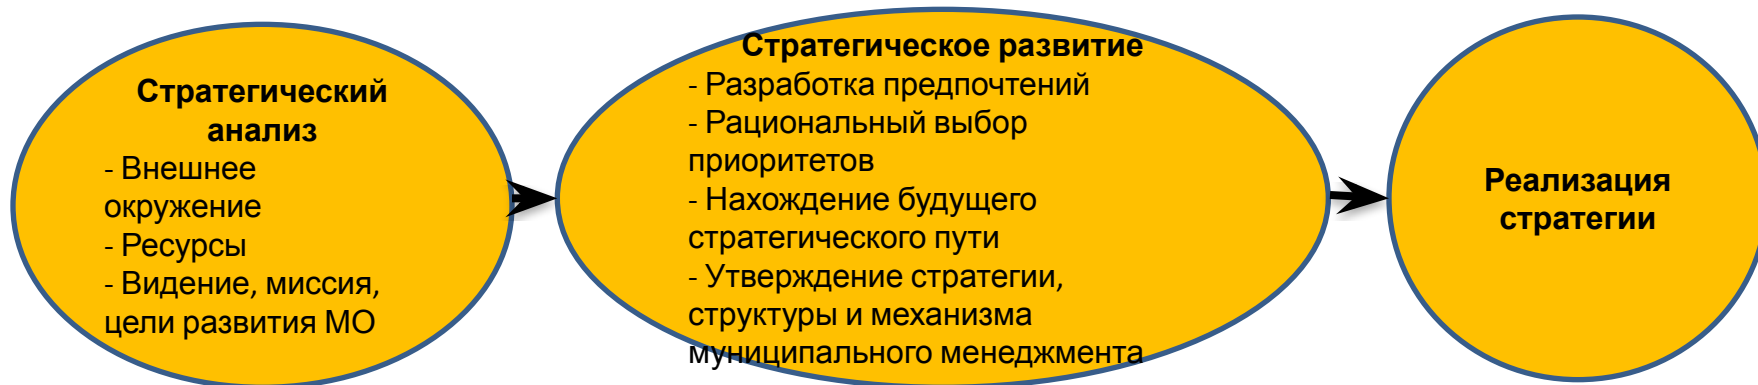 Стратегический
анализ
- Внешнее
окружение
- Ресурсы
- Видение, миссия,
цели развития МО
Стратегическое развитие
- Разработка предпочтений
- Рациональный выбор
приоритетов
- Нахождение будущего
стратегического пути
- Утверждение стратегии,
структуры и механизма
муниципального менеджмента
Реализация
стратегии